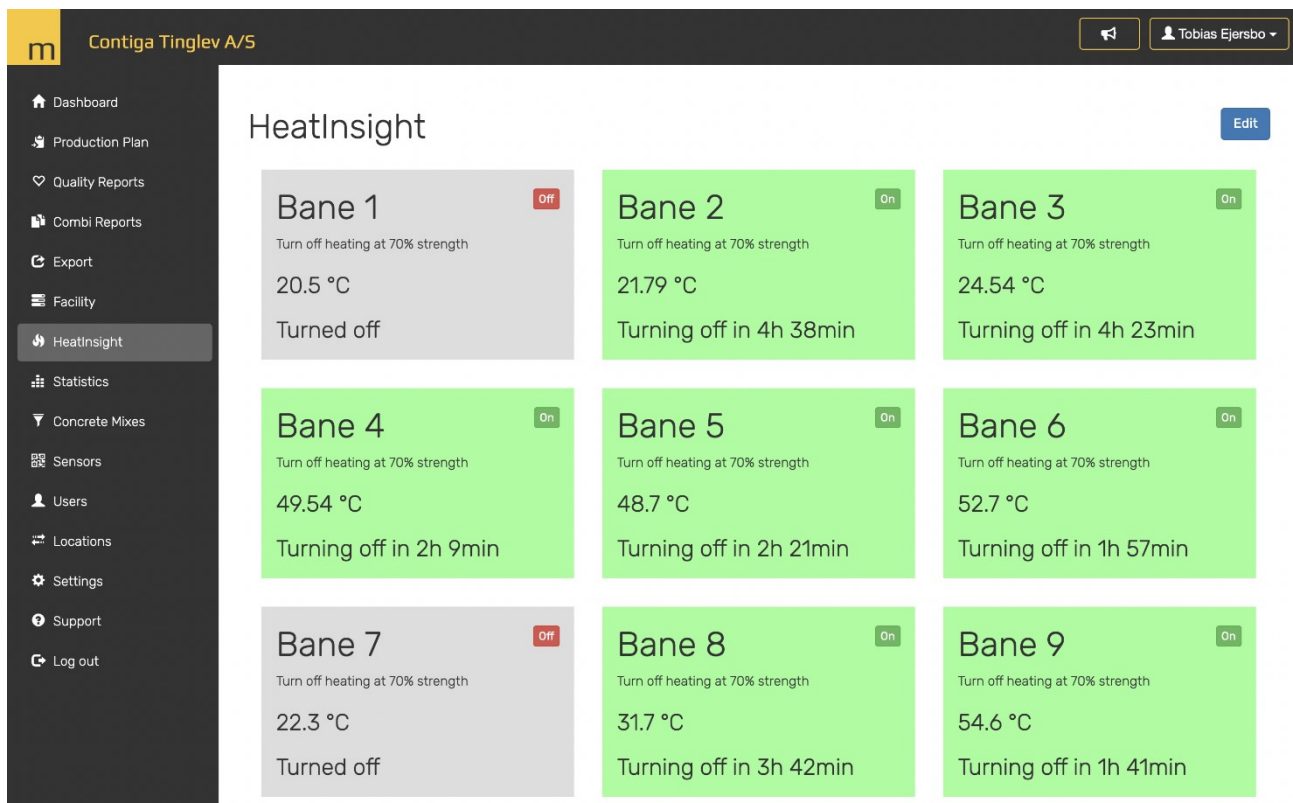 m
Contiga Tinglev A/S
Tobias Ejersbo
Dashboard
Production Plan
Quality Reports
Combi Reports
Export
Facility
HeatInsight
Statistics
Concrete Mixes
Sensors
Users
Locations
Settings
Support
Log out
HeatInsight
Edit
Bane 1
Off
Turn off heating at 70% strength
20.5 °C
Turned off
Bane 2
On
Turn off heating at 70% strength
21.79 °C
Turning off in 4h 38min
Bane 3
On
Turn off heating at 70% strength
24.54 °C
Turning off in 4h 23min
Bane 4
On
Turn off heating at 70% strength
49.54 °C
Turning off in 2h 9min
Bane 5
On
Turn off heating at 70% strength
48.7 °C
Turning off in 2h 21min
Bane 6
On
Turn off heating at 70% strength
52.7 °C
Turning off in 1h 57min
Bane 7
Off
Turn off heating at 70% strength
22.3 °C
Turned off
Bane 8
On
Turn off heating at 70% strength
31.7 °C
Turning off in 3h 42min
Bane 9
On
Turn off heating at 70% strength
54.6 °C
Turning off in 1h 41min